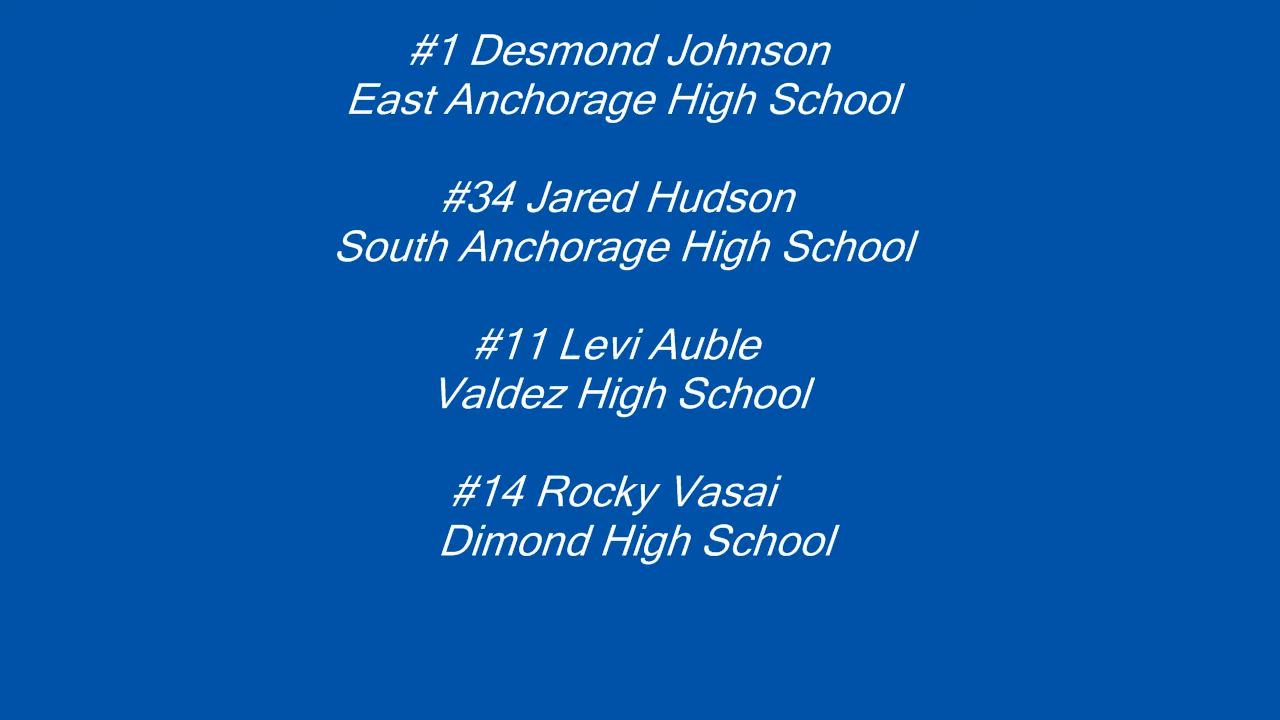 #1 Desmond Johnson
East Anchorage High School
#34 Jared Hudson
South Anchorage High School
#11 Levi Auble
Valdez High School
#14 Rocky Vasai
Dimond High School